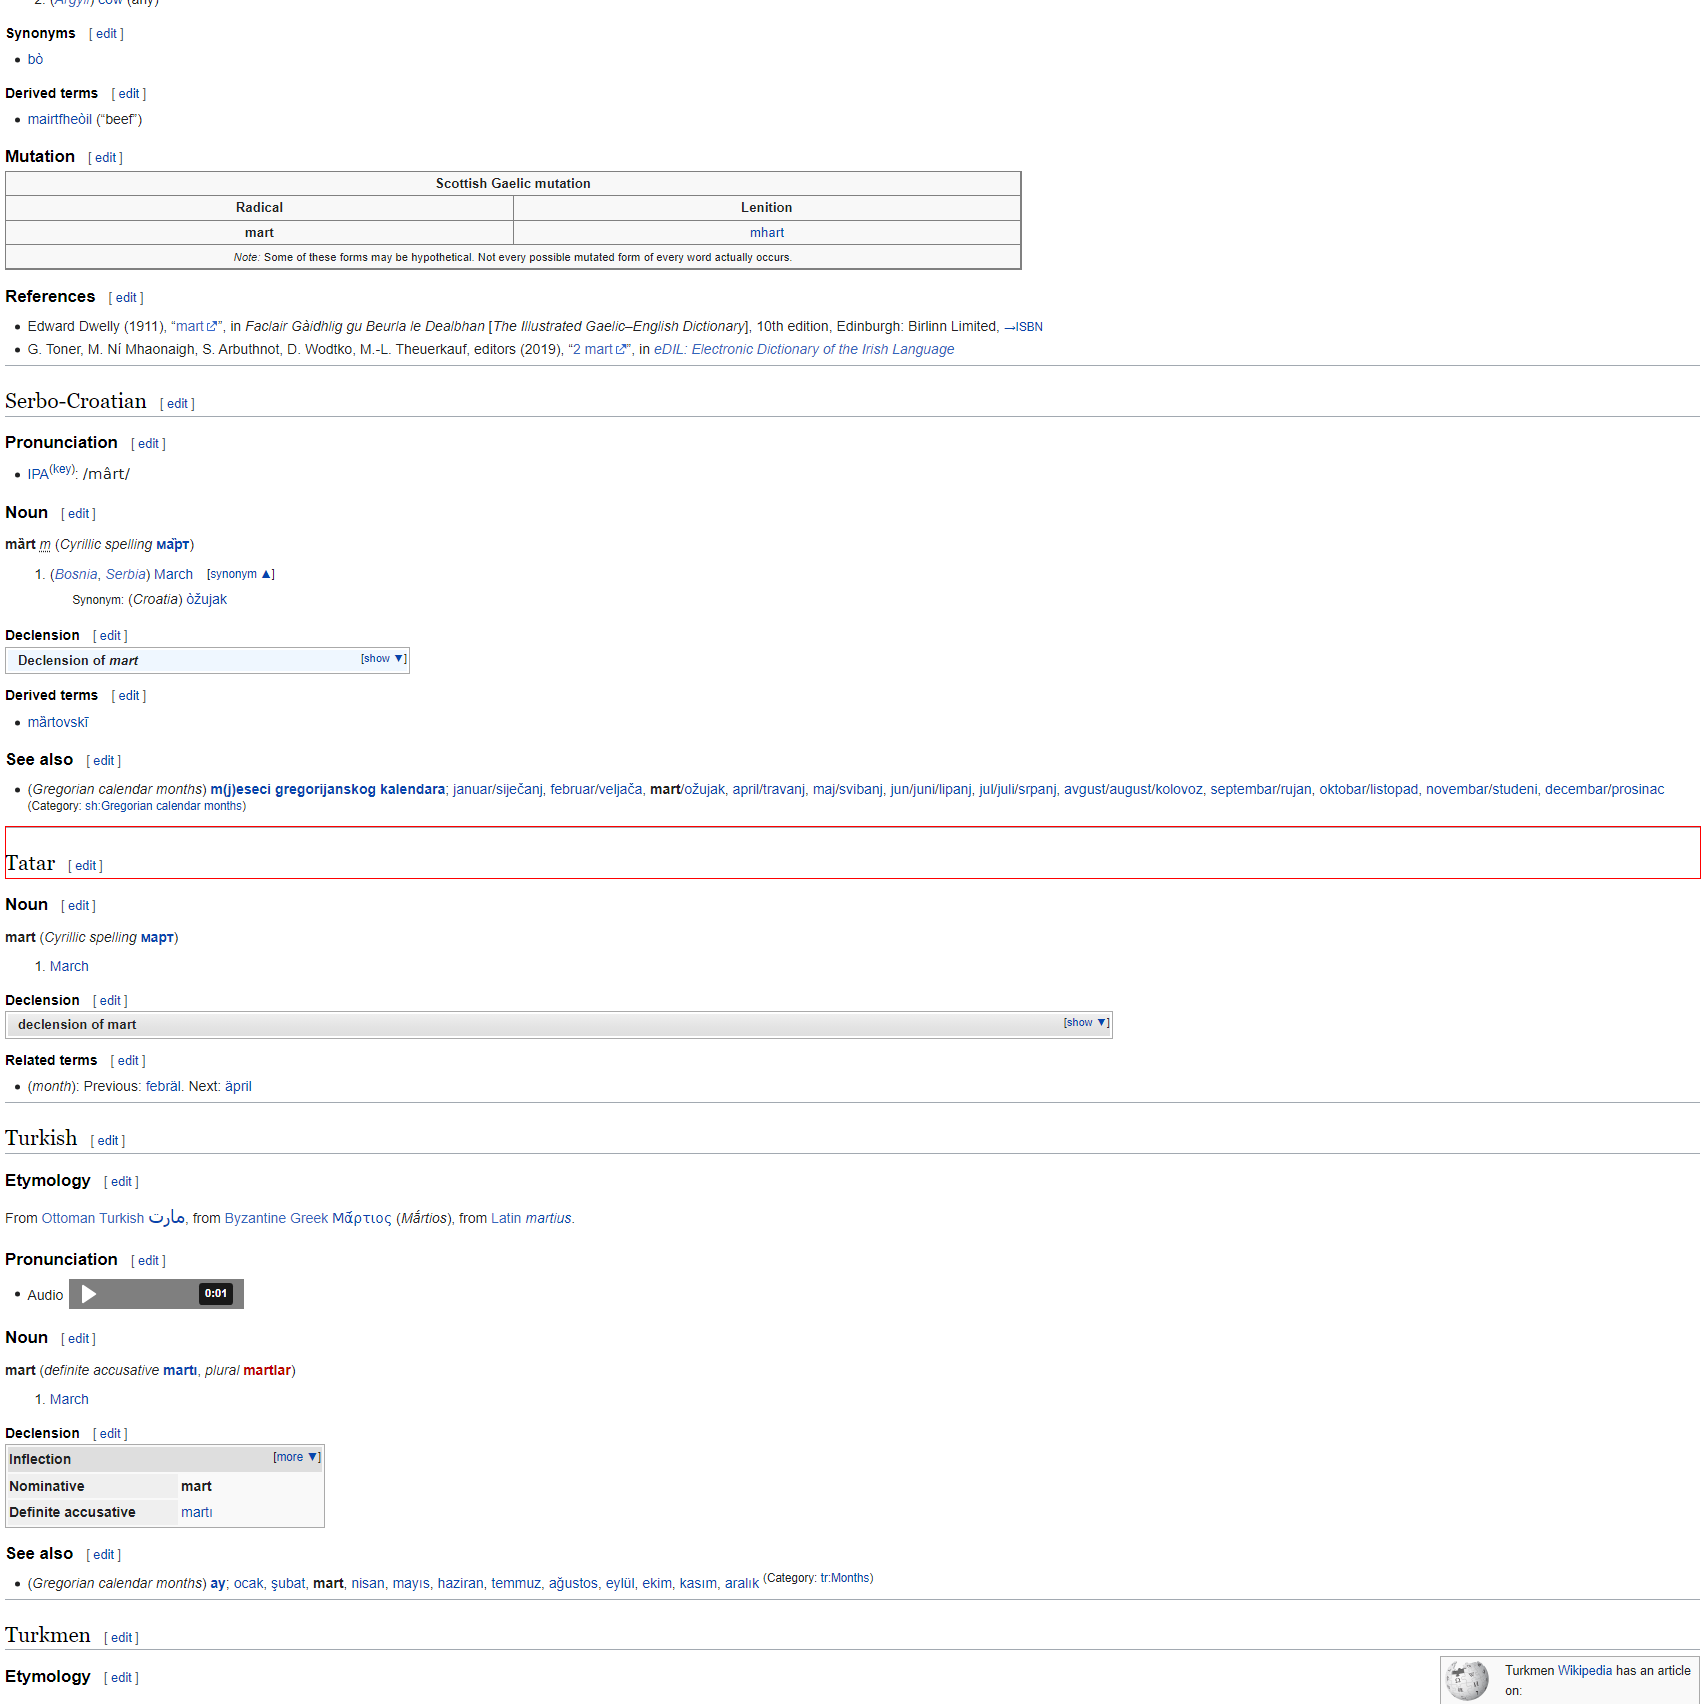 2. (Argyll) cow (any)
Synonyms [ edit ]
bò
Derived terms [ edit ]
mairtfheòil (“beef”)
Mutation [ edit ]
Scottish Gaelic mutation
Radical Lenition
mart mhart
Note: Some of these forms may be hypothetical. Not every possible mutated form of every word actually occurs.
References [ edit ]
Edward Dwelly (1911), “mart”, in Faclair Gàidhlig gu Beurla le Dealbhan [The Illustrated Gaelic–English Dictionary], 10th edition, Edinburgh: Birlinn Limited, →ISBN
G. Toner, M. Ní Mhaonaigh, S. Arbuthnot, D. Wodtko, M.-L. Theuerkauf, editors (2019), “2 mart”, in eDIL: Electronic Dictionary of the Irish Language
Serbo-Croatian [ edit ]
Pronunciation [ edit ]
IPA(key): /mârt/
Noun [ edit ]
mȁrt m (Cyrillic spelling ма̏рт)
1. (Bosnia, Serbia) March [synonym ▲]
Synonym: (Croatia) òžujak
Declension [ edit ]
Declension of mart [show ▼]
Derived terms [ edit ]
mȁrtovskī
See also [ edit ]
(Gregorian calendar months) m(j)eseci gregorijanskog kalendara; januar/siječanj, februar/veljača, mart/ožujak, april/travanj, maj/svibanj, jun/juni/lipanj, jul/juli/srpanj, avgust/august/kolovoz, septembar/rujan, oktobar/listopad, novembar/studeni, decembar/prosinac
(Category: sh:Gregorian calendar months)
Tatar [ edit ]
Noun [ edit ]
mart (Cyrillic spelling март)
1. March
Declension [ edit ]
declension of mart [show ▼]
Related terms [ edit ]
(month): Previous: febräl. Next: äpril
Turkish [ edit ]
Etymology [ edit ]
From Ottoman Turkish مارت, from Byzantine Greek Μᾰ́ρτιος (Mắrtios), from Latin martius.
Pronunciation [ edit ]
Audio 0:01
Noun [ edit ]
mart (definite accusative martı, plural martlar)
1. March
Declension [ edit ]
Inflection [more ▼]
Nominative mart
Definite accusative martı
See also [ edit ]
(Gregorian calendar months) ay; ocak, şubat, mart, nisan, mayıs, haziran, temmuz, ağustos, eylül, ekim, kasım, aralık (Category: tr:Months)
Turkmen [ edit ]
Etymology [ edit ]
Turkmen Wikipedia has an article
on: